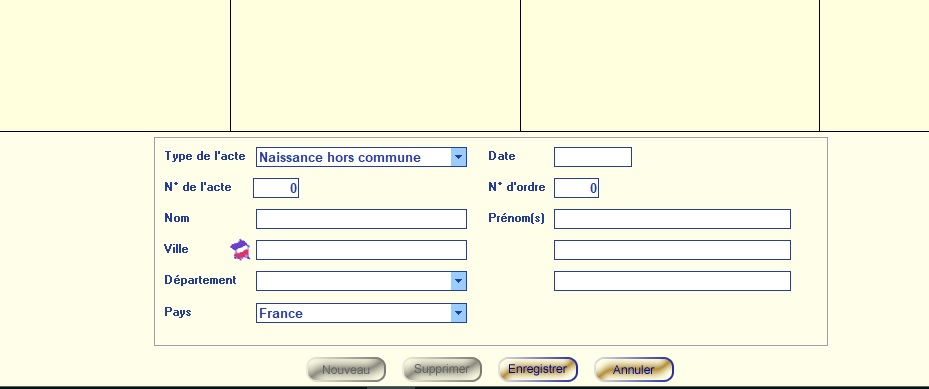 Type de l'acte Naissance hors commune Date
N° de l'acte 0 N° d'ordre 0
Nom Prénom(s)
Ville
Département
Pays France
Nouveau Supprimer Enregistrer Annuler